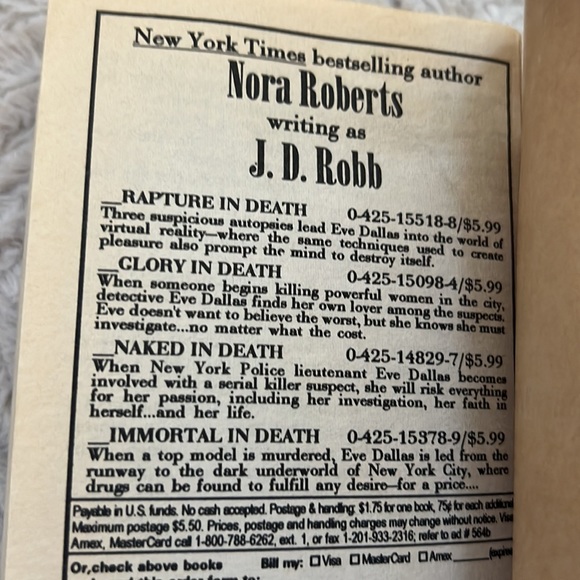 New York Times bestselling author
Nora Roberts
writing as
J. D. Robb
__RAPTURE IN DEATH 0-425-15518-8/$5.99
Three suspicious autopsies lead Eve Dallas into the world of
virtual reality—where the same techniques used to create
pleasure also prompt the mind to destroy itself.
__GLORY IN DEATH 0-425-15098-4/$5.99
When someone begins killing powerful women in the city,
detective Eve Dallas finds her own lover among the suspects.
Eve doesn't want to believe the worst, but she knows she must
investigate...no matter what the cost.
__NAKED IN DEATH 0-425-14829-7/$5.99
When New York Police lieutenant Eve Dallas becomes
involved with a serial killer suspect, she will risk everything
for her passion, including her investigation, her faith in
herself...and her life.
__IMMORTAL IN DEATH 0-425-15378-9/$5.99
When a top model is murdered, Eve Dallas is led from the
runway to the dark underworld of New York City, where
drugs can be found to fulfill any desire—for a price....
Payable in U.S. funds. No cash accepted. Postage & handling: $1.75 for one book, 75¢ for each additional
Maximum postage $5.50. Prices, postage and handling charges may change without notice. Visa
Amex, MasterCard call 1-800-788-6262, ext. 1, or fax 1-201-933-2316; refer to ad # 564b
Or, check above books Bill my: □ Visa □ MasterCard □ Amex